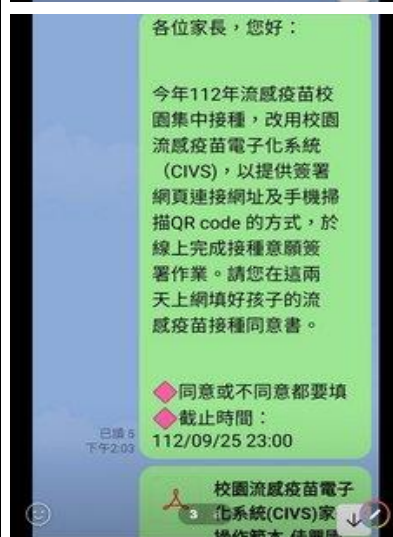 各位家長，您好：
今年112年流感疫苗校
園集中接種，改用校園
流感疫苗電子化系統
（CIVS)，以提供簽署
網頁連接網址及手機掃
描QR code 的方式，於
線上完成接種意願簽
署作業。請您在這兩
天上網填好孩子的流
感疫苗接種同意書。
同意或不同意都要填
截止時間：
已讀 5
下午2:03
112/09/25 23:00
校園流感疫苗電子
3
化系統(CIVS)家